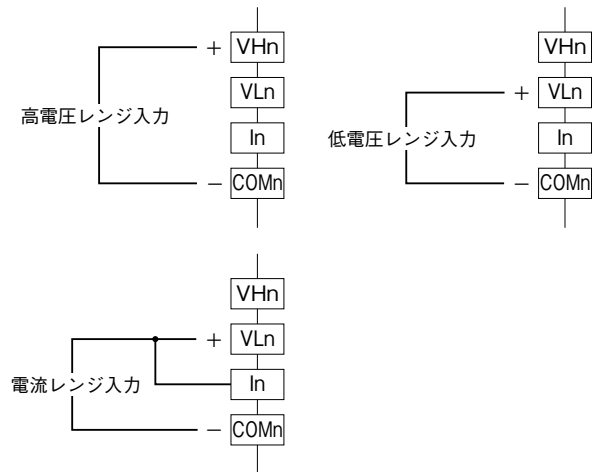 + VHn
VLn
高電圧レンジ入力
In
− COMn
VHn
+ VLn
低電圧レンジ入力
In
− COMn
VHn
+ VLn
電流レンジ入力
In
− COMn